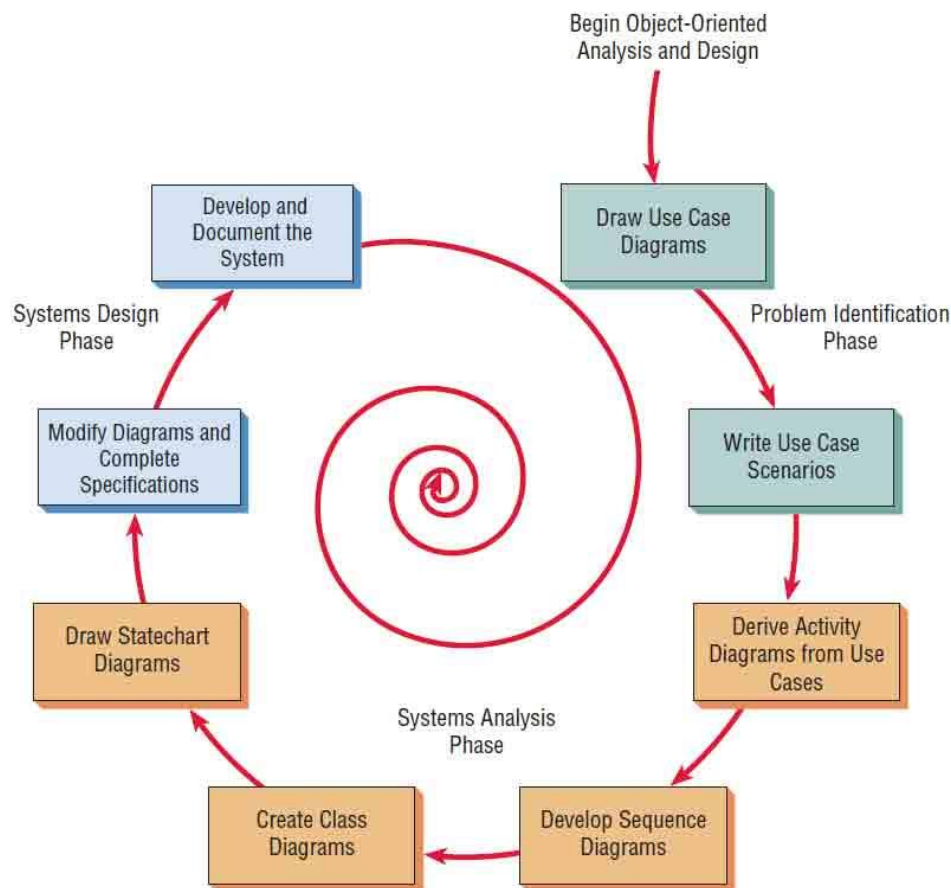 Begin Object-Oriented
Analysis and Design
Draw Use Case
Diagrams
Problem Identification
Phase
Write Use Case
Scenarios
Derive Activity
Diagrams from Use
Cases
Develop Sequence
Diagrams
Systems Analysis
Phase
Create Class
Diagrams
Draw Statechart
Diagrams
Modify Diagrams and
Complete
Specifications
Systems Design
Phase
Develop and
Document the
System